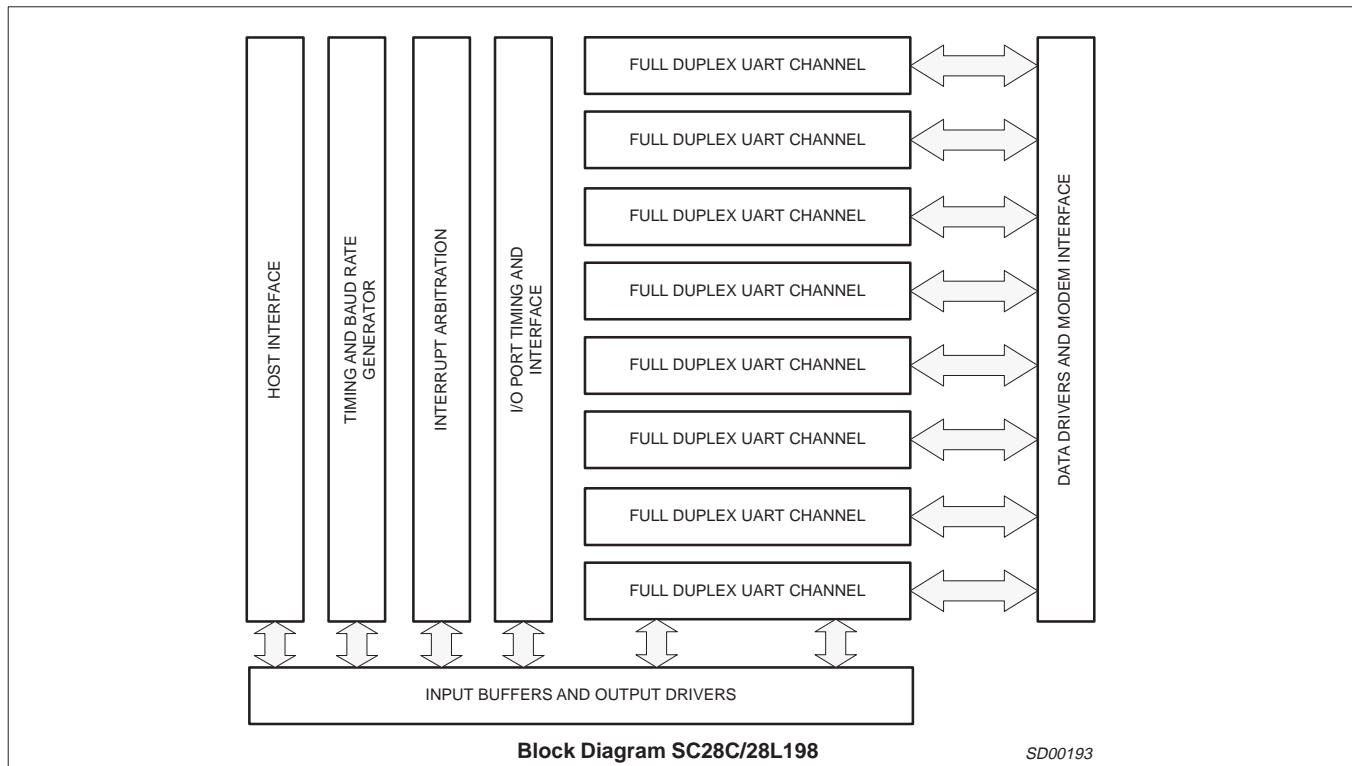 HOST INTERFACE
TIMING AND BAUD RATE
GENERATOR
INTERRUPT ARBITRATION
I/O PORT TIMING AND
INTERFACE
FULL DUPLEX UART CHANNEL
FULL DUPLEX UART CHANNEL
FULL DUPLEX UART CHANNEL
FULL DUPLEX UART CHANNEL
FULL DUPLEX UART CHANNEL
FULL DUPLEX UART CHANNEL
FULL DUPLEX UART CHANNEL
FULL DUPLEX UART CHANNEL
DATA DRIVERS AND MODEM INTERFACE
INPUT BUFFERS AND OUTPUT DRIVERS
Block Diagram SC28C/28L198
SD00193